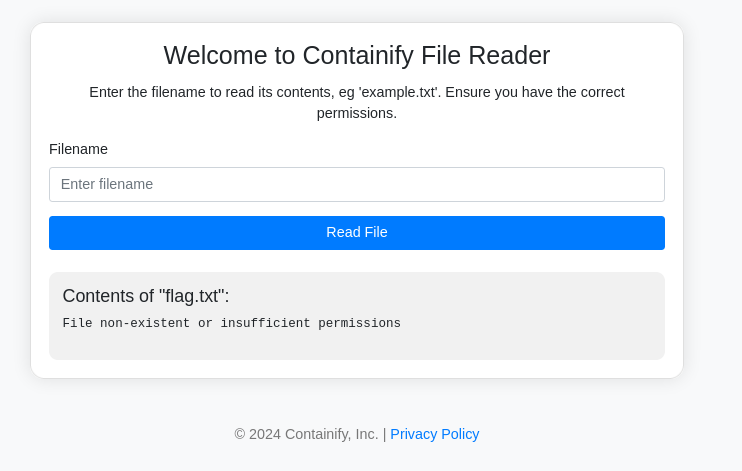 Welcome to Containify File Reader
Enter the filename to read its contents, eg 'example.txt'. Ensure you have the correct
permissions.
Filename
Enter filename
Read File
Contents of "flag.txt":
File non-existent or insufficient permissions
© 2024 Containify, Inc. | Privacy Policy